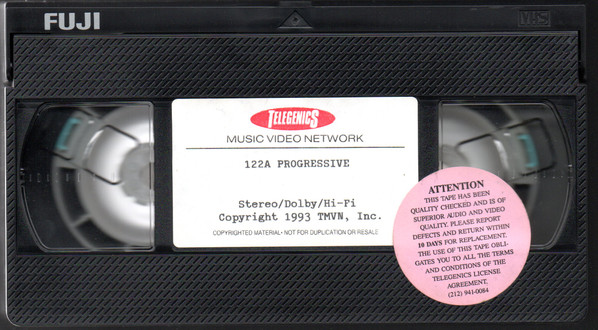 FUJI
VHS
TELEGENICS
MUSIC VIDEO NETWORK
122A PROGRESSIVE
Stereo/Dolby/Hi-Fi
Copyright 1993 TMVN, Inc.
COPYRIGHTED MATERIAL- NOT FOR DUPLICATION OR RESALE
ATTENTION
THIS TAPE HAS BEEN
QUALITY CHECKED AND IS OF
SUPERIOR AUDIO AND VIDEO
QUALITY. PLEASE REPORT
DEFECTS AND RETURN WITHIN
10 DAYS FOR REPLACEMENT.
THE USE OF THIS TAPE OBLI-
GATES YOU TO ALL THE TERMS
AND CONDITIONS OF THE
TELEGENICS LICENSE
AGREEMENT.
(212) 941-0084